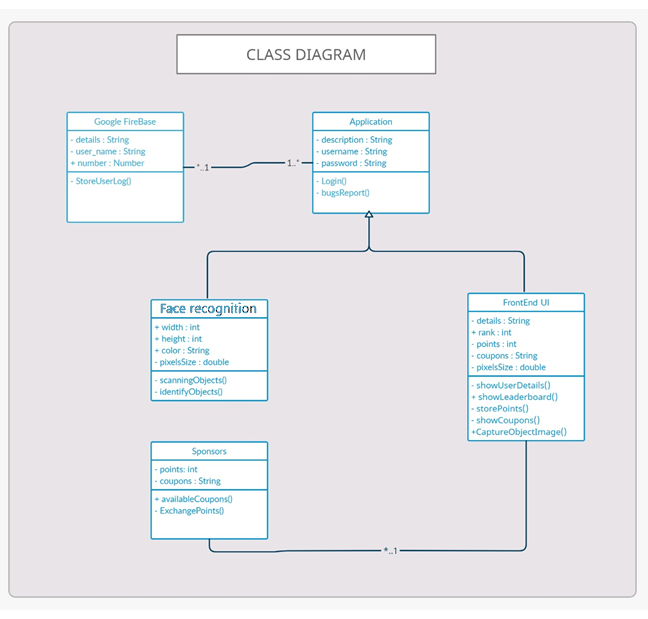 CLASS DIAGRAM
Google FireBase
- details : String
- user_name : String
+ number : Number
- StoreUserLog()
*..1
1..*
Application
- description : String
- username : String
- password : String
- Login()
- bugsReport()
Face recognition
+ width : int
+ height : int
+ color : String
- pixelsSize : double
- scanningObjects()
- identifyObjects()
FrontEnd UI
- details : String
+ rank : int
- points : int
- coupons : String
- pixelsSize : double
- showUserDetails()
+ showLeaderboard()
- storePoints()
- showCoupons()
+CaptureObjectImage()
Sponsors
- points: int
- coupons : String
+ availableCoupons()
- ExchangePoints()
*..1